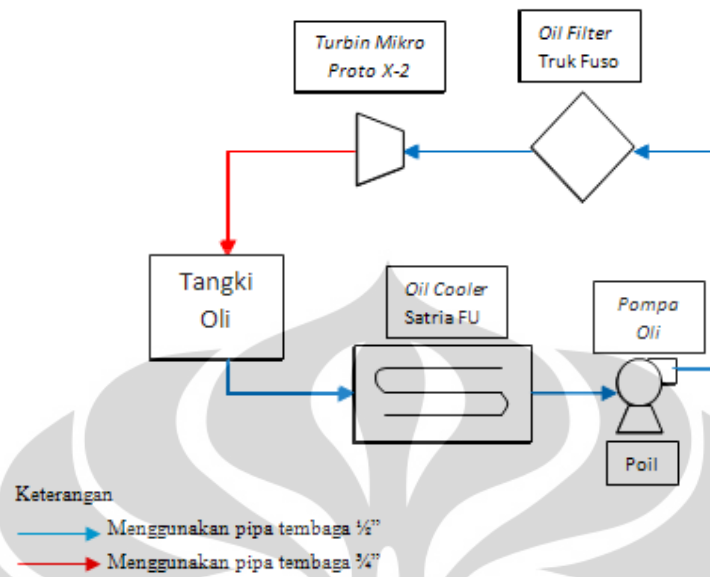 Turbin Mikro
Proto X-2
Oil Filter
Truk Fuso
Tangki
Oli
Oil Cooler
Satria FU
Pompa
Oli
Poil
Keterangan
Menggunakan pipa tembaga ½”
Menggunakan pipa tembaga ¾”